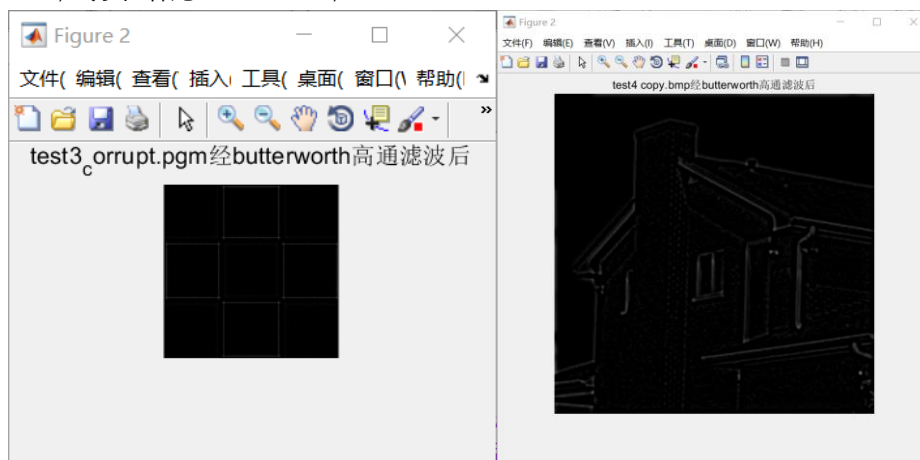 Figure 2
文件( 编辑( 查看( 插入( 工具( 桌面( 窗口(\ 帮助(l
test3corrupt.pgm经butterworth高通滤波后
Figure 2
文件(F) 编辑(E) 查看(V) 插入(I) 工具(T) 桌面(D) 窗口(W) 帮助(H)
test4 copy.bmp经butterworth高通滤波后